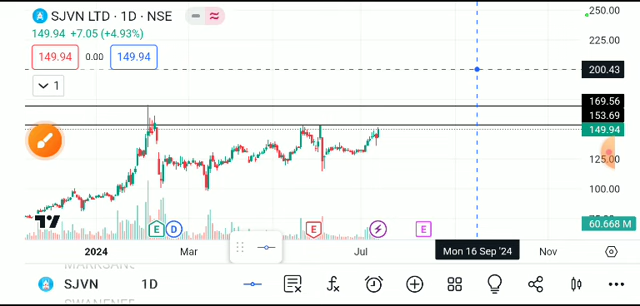 SJVN LTD · 1D · NSE
149.94 +7.05 (+4.93%)
149.94 0.00 149.94
1
250.00
225.00
200.43
169.56
153.69
149.94
125.00
100.00
60.668 M
E D E E
2024 Mar Jul Mon 16 Sep '24 Nov
SJVN 1D